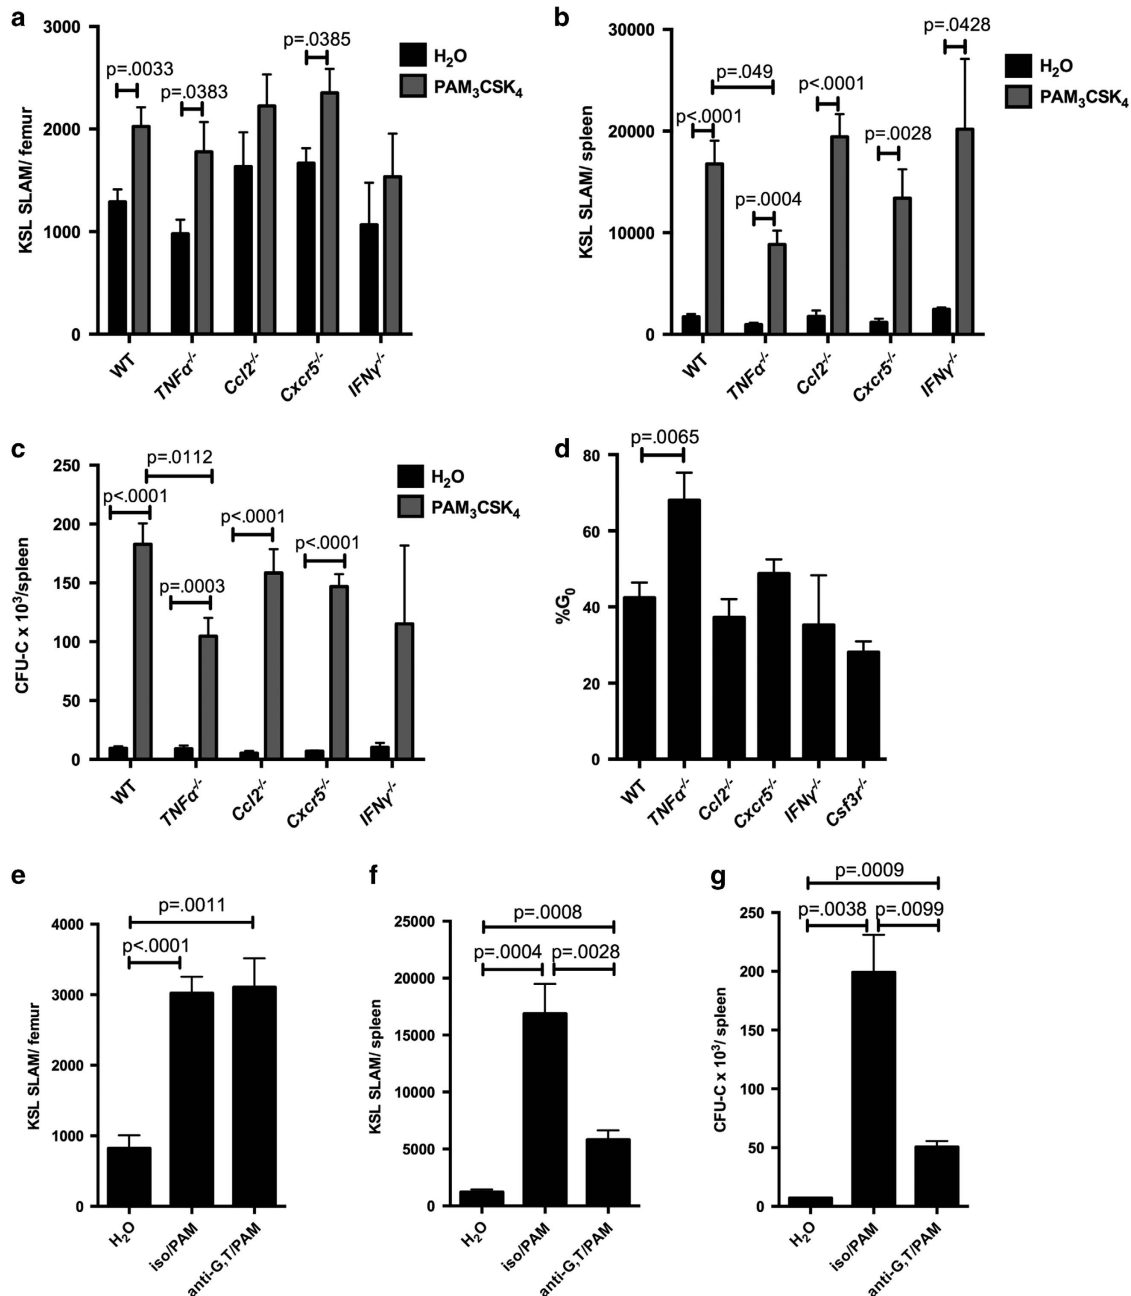 a
3000
2000
1000
0
KSL SLAM/ femur
p=.0033
p=.0383
p=.0385
H₂O
PAM₃CSK₄
WT
TNFα⁻/⁻
Ccl2⁻/⁻
Cxcr5⁻/⁻
IFNγ⁻/⁻
b
30000
20000
10000
0
KSL SLAM/ spleen
p=.0428
p=.049
p<.0001
p<.0001
p=.0028
p=.0004
H₂O
PAM₃CSK₄
WT
TNFα⁻/⁻
Ccl2⁻/⁻
Cxcr5⁻/⁻
IFNγ⁻/⁻
c
250
200
150
100
50
0
CFU-C x 10³/spleen
p=.0112
p<.0001
p<.0001
p<.0001
p=.0003
H₂O
PAM₃CSK₄
WT
TNFα⁻/⁻
Ccl2⁻/⁻
Cxcr5⁻/⁻
IFNγ⁻/⁻
d
80
60
40
20
0
%G₀
p=.0065
WT
TNFα⁻/⁻
Ccl2⁻/⁻
Cxcr5⁻/⁻
IFNγ⁻/⁻
Csf3r⁻/⁻
e
4000
3000
2000
1000
0
KSL SLAM/ femur
p=.0011
p<.0001
H₂O
iso/PAM
anti-G,T/PAM
f
25000
20000
15000
10000
5000
0
KSL SLAM/ spleen
p=.0008
p=.0004
p=.0028
H₂O
iso/PAM
anti-G,T/PAM
g
250
200
150
100
50
0
CFU-C x 10³/ spleen
p=.0009
p=.0038
p=.0099
H₂O
iso/PAM
anti-G,T/PAM